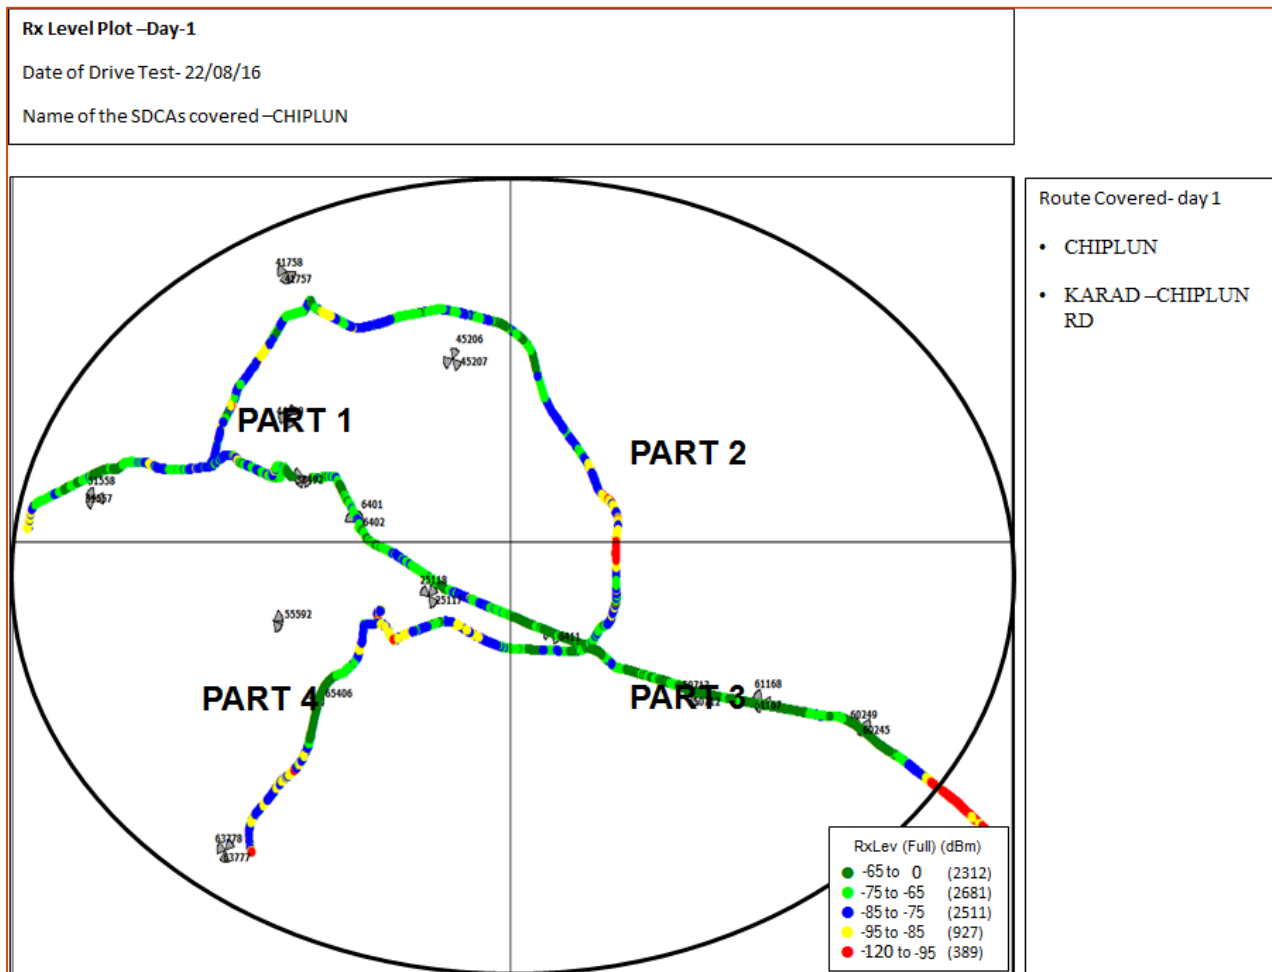 Rx Level Plot –Day-1
Date of Drive Test- 22/08/16
Name of the SDCAs covered –CHIPLUN
Route Covered- day 1
• CHIPLUN
• KARAD –CHIPLUN
RD
41758
41757
45206
45207
PART 1
PART 2
51558
6401
6402
25118
25117
55592
6411
PART 4
65406
PART 3
61168
60249
60245
63778
63777
RxLev (Full) (dBm)
-65 to 0 (2312)
-75 to -65 (2681)
-85 to -75 (2511)
-95 to -85 (927)
-120 to -95 (389)